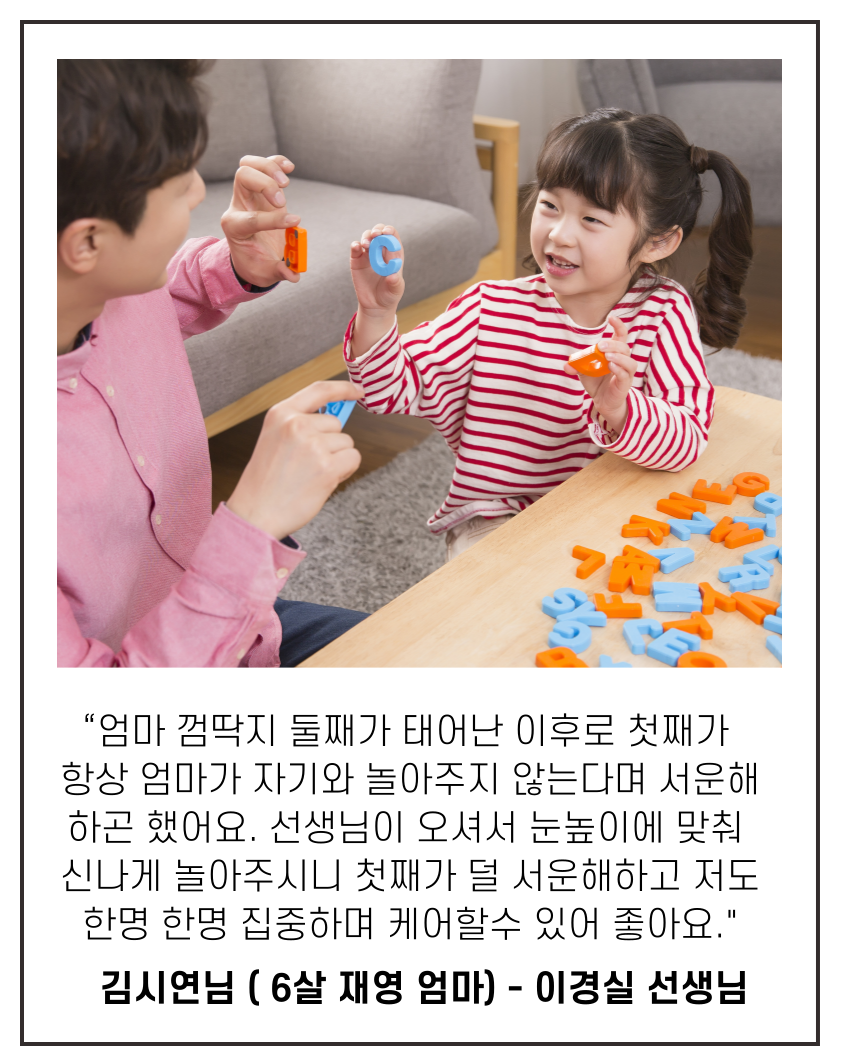 C
“엄마 껌딱지 둘째가 태어난 이후로 첫째가
항상 엄마가 자기와 놀아주지 않는다며 서운해
하곤 했어요. 선생님이 오셔서 눈높이에 맞춰
신나게 놀아주시니 첫째가 덜 서운해하고 저도
한명 한명 집중하며 케어할수 있어 좋아요."
김시연님 ( 6살 재영 엄마) - 이경실 선생님